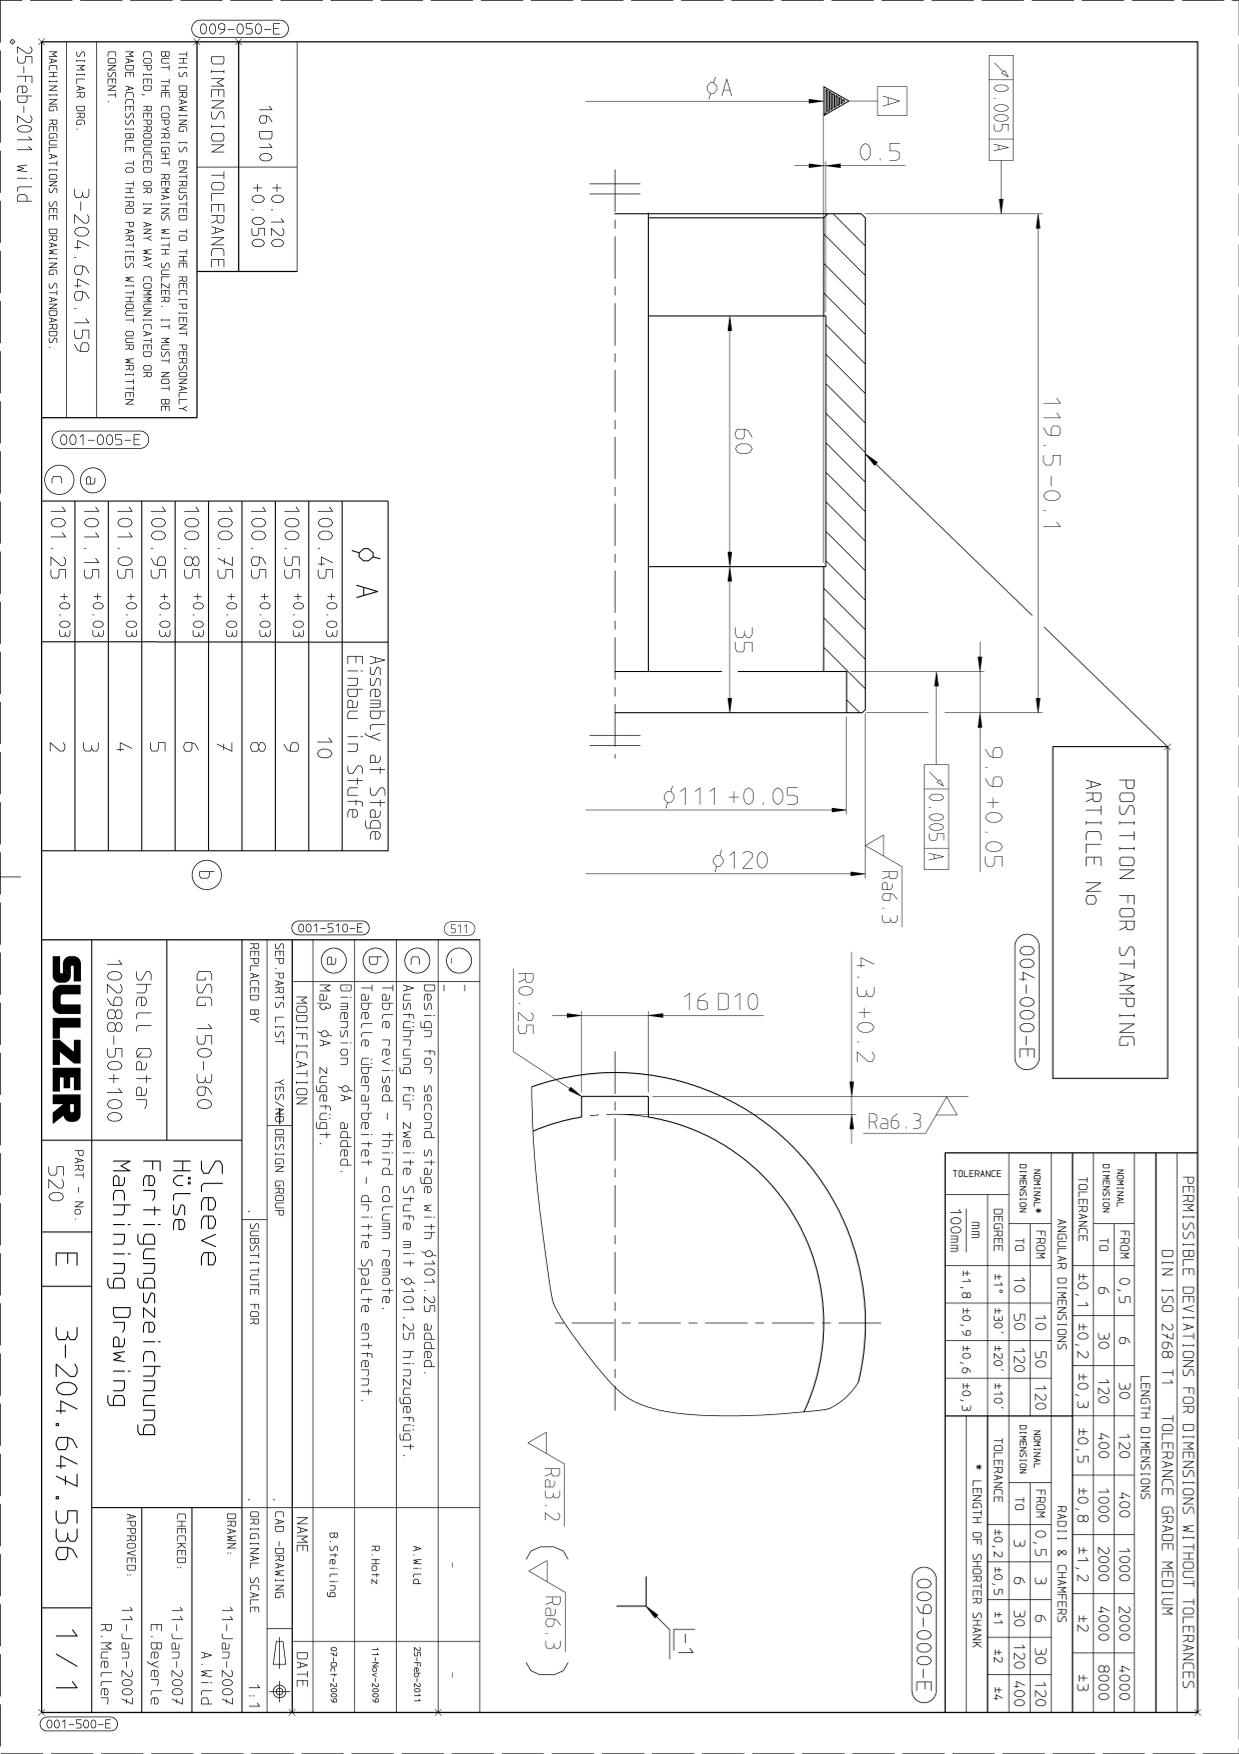 009-050-E
16 D10
+0.120
+0.050
DIMENSION
TOLERANCE
THIS DRAWING IS ENTRUSTED TO THE RECIPIENT PERSONALLY
BUT THE COPYRIGHT REMAINS WITH SULZER. IT MUST NOT BE
COPIED, REPRODUCED OR IN ANY WAY COMMUNICATED OR
MADE ACCESSIBLE TO THIRD PARTIES WITHOUT OUR WRITTEN
CONSENT.
SIMILAR DRG. 3-204.646.159
MACHINING REGULATIONS SEE DRAWING STANDARDS.
25-Feb-2011 wild
001-005-E
ϕA
A
0.5
↗ 0.005 A
119.5-0.1
60
35
9.9+0.05
↗ 0.005 A
ϕ111 +0.05
ϕ120
Ra6.3
POSITION FOR STAMPING
ARTICLE No
004-000-E
ϕ A
Assembly at Stage
Einbau in Stufe
100.45 +0.03 10
100.55 +0.03 9
100.65 +0.03 8
100.75 +0.03 7
100.85 +0.03 6
100.95 +0.03 5
101.05 +0.03 4
a 101.15 +0.03 3
c 101.25 +0.03 2
b
R0.25
16 D10
4.3+0.2
Ra6.3
PERMISSIBLE DEVIATIONS FOR DIMENSIONS WITHOUT TOLERANCES
DIN ISO 2768 T1 TOLERANCE GRADE MEDIUM
LENGTH DIMENSIONS
NOMINAL DIMENSION
FROM 0,5 6 30 120 400 1000 2000 4000
TO 6 30 120 400 1000 2000 4000 8000
TOLERANCE ±0,1 ±0,2 ±0,3 ±0,5 ±0,8 ±1,2 ±2 ±3
ANGULAR DIMENSIONS
NOMINAL* DIMENSION
FROM 10 50 120
TO 10 50 120
TOLERANCE
DEGREE ±1° ±30' ±20' ±10'
mm
100mm
±1,8 ±0,9 ±0,6 ±0,3
RADII & CHAMFERS
NOMINAL DIMENSION
FROM 0,5 3 6 30 120
TO 3 6 30 120 400
TOLERANCE ±0,2 ±0,5 ±1 ±2 ±4
* LENGTH OF SHORTER SHANK
009-000-E
Ra3.2 ( Ra6.3 )
-1
001-510-E
511
- - - -
-
c Design for second stage with ϕ101.25 added.
Ausführung für zweite Stufe mit ϕ101.25 hinzugefügt.
A.Wild 25-Feb-2011
b Table revised - third column remote.
Tabelle überarbeitet - dritte Spalte entfernt.
R.Hotz 11-Nov-2009
a Dimension ϕA added.
Maß ϕA zugefügt.
B.Steiling 07-Oct-2009
MODIFICATION NAME DATE
SEP.PARTS LIST YES/NO DESIGN GROUP . . CAD -DRAWING
REPLACED BY SUBSTITUTE FOR ORIGINAL SCALE 1:1
GSG 150-360
Shell Qatar
102988-50+100
Sleeve
Hülse
Fertigungszeichnung
Machining Drawing
DRAWN: 11-Jan-2007
A.Wild
CHECKED: 11-Jan-2007
E.Beyerle
APPROVED: 11-Jan-2007
R.Mueller
SULZER
PART - No.
520
E
3-204.647.536
1 / 1
001-500-E